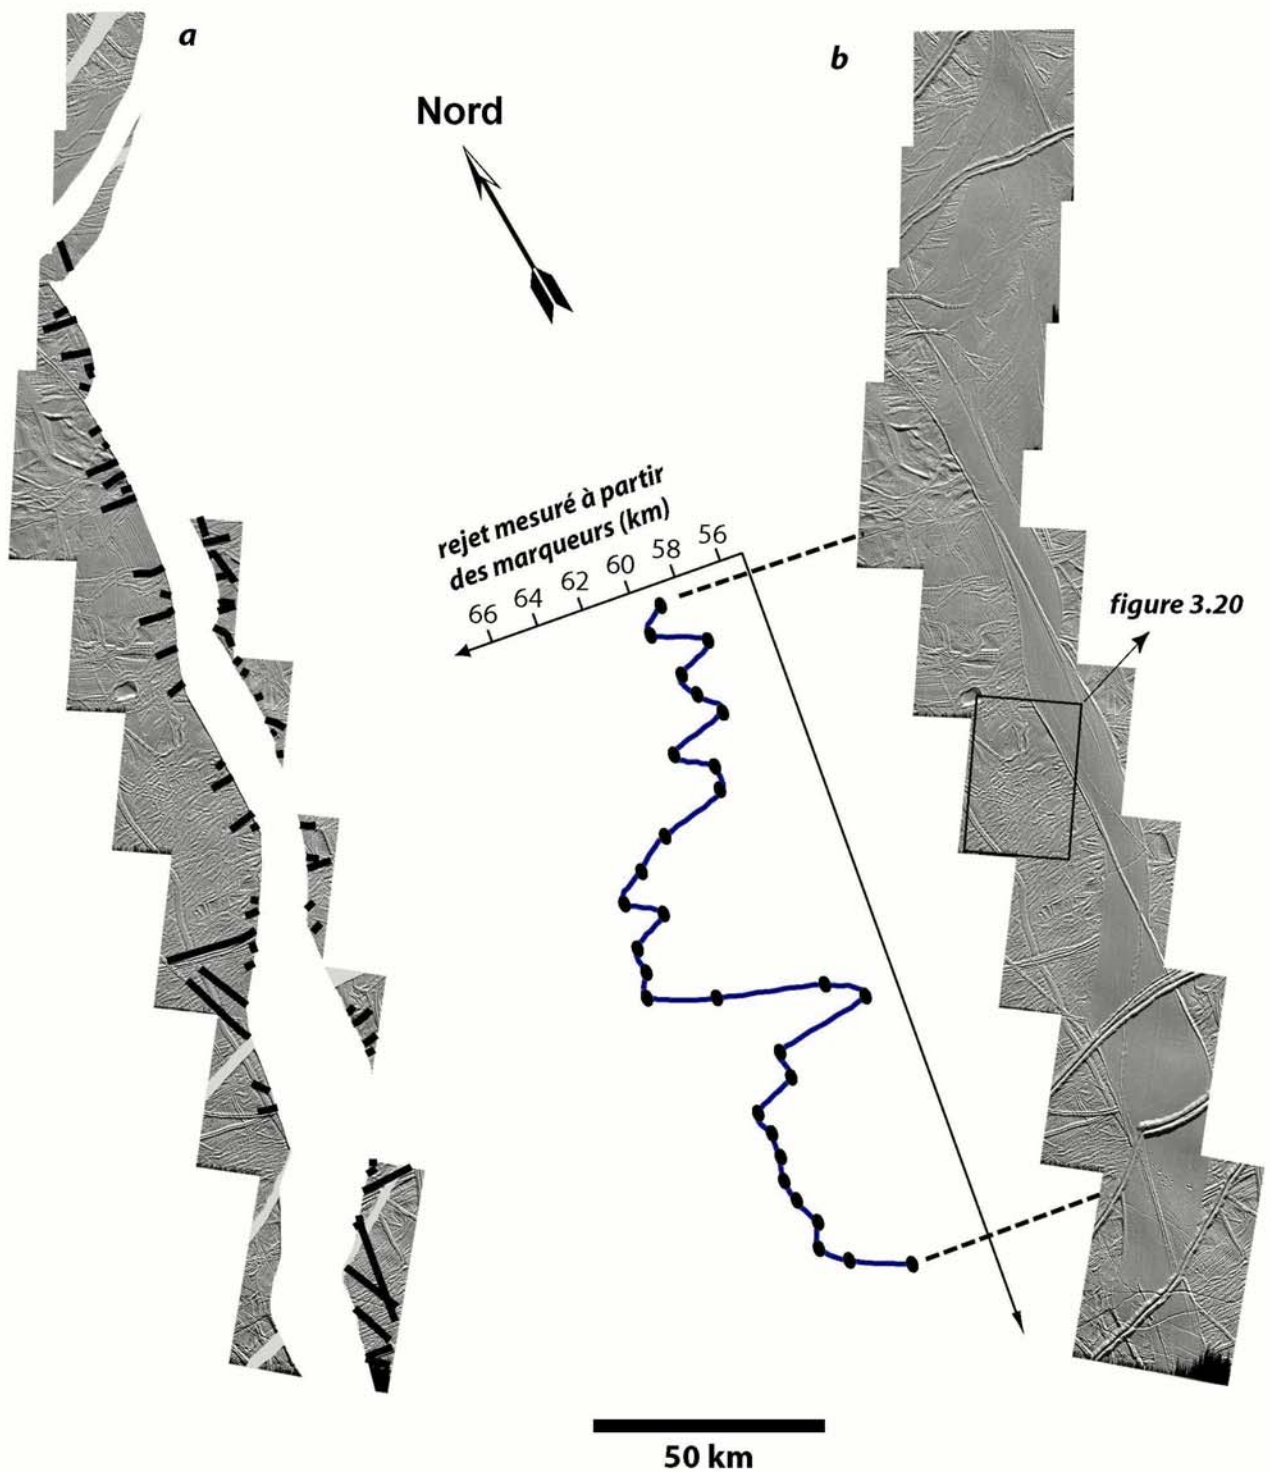 a
b
Nord
rejet mesuré à partir
des marqueurs (km)
66 64 62 60 58 56
figure 3.20
50 km